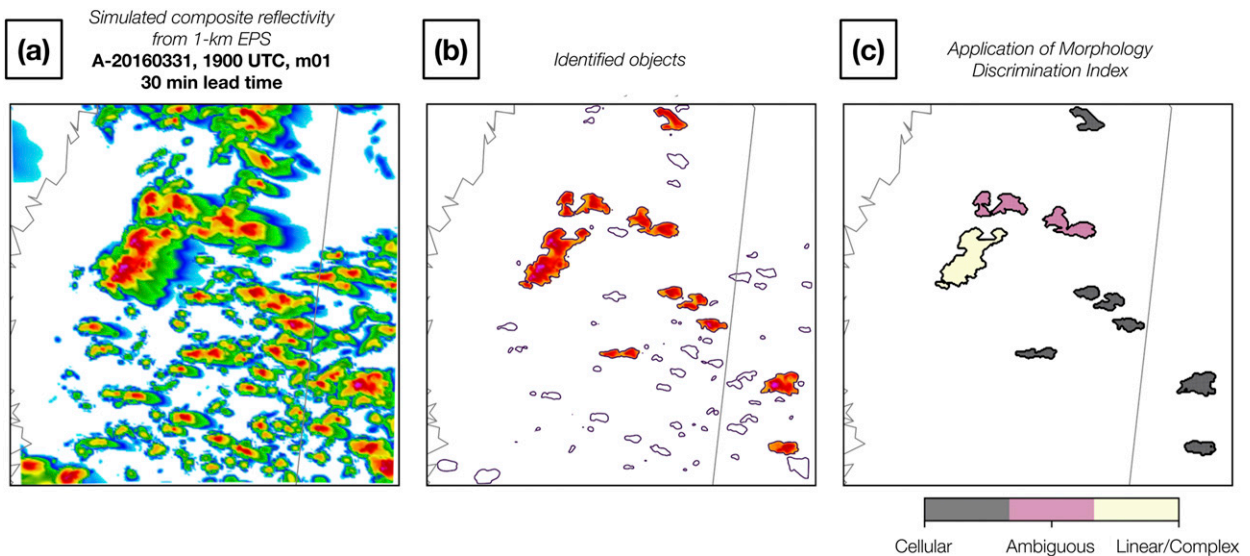 (a)
Simulated composite reflectivity
from 1-km EPS
A-20160331, 1900 UTC, m01
30 min lead time
(b)
Identified objects
(c)
Application of Morphology
Discrimination Index
Cellular
Ambiguous
Linear/Complex